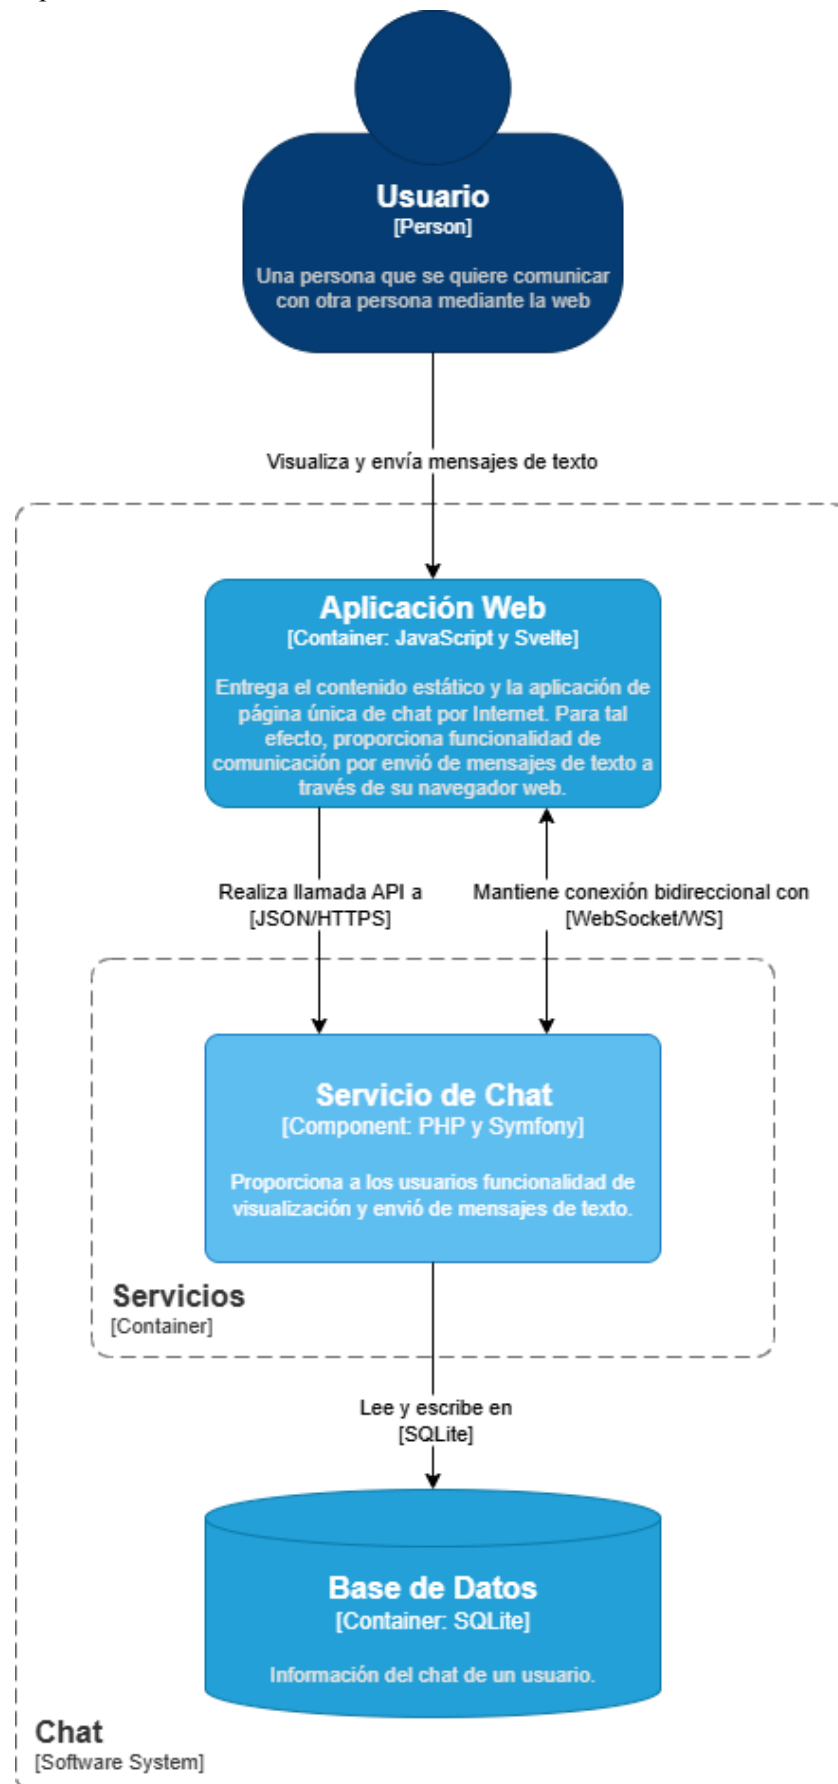 Usuario
[Person]
Una persona que se quiere comunicar
con otra persona mediante la web
Visualiza y envía mensajes de texto
Aplicación Web
[Container: JavaScript y Svelte]
Entrega el contenido estático y la aplicación de
página única de chat por Internet. Para tal
efecto, proporciona funcionalidad de
comunicación por envió de mensajes de texto a
través de su navegador web.
Realiza llamada API a
[JSON/HTTPS]
Mantiene conexión bidireccional con
[WebSocket/WS]
Servicio de Chat
[Component: PHP y Symfony]
Proporciona a los usuarios funcionalidad de
visualización y envió de mensajes de texto.
Servicios
[Container]
Lee y escribe en
[SQLite]
Base de Datos
[Container: SQLite]
Información del chat de un usuario.
Chat
[Software System]